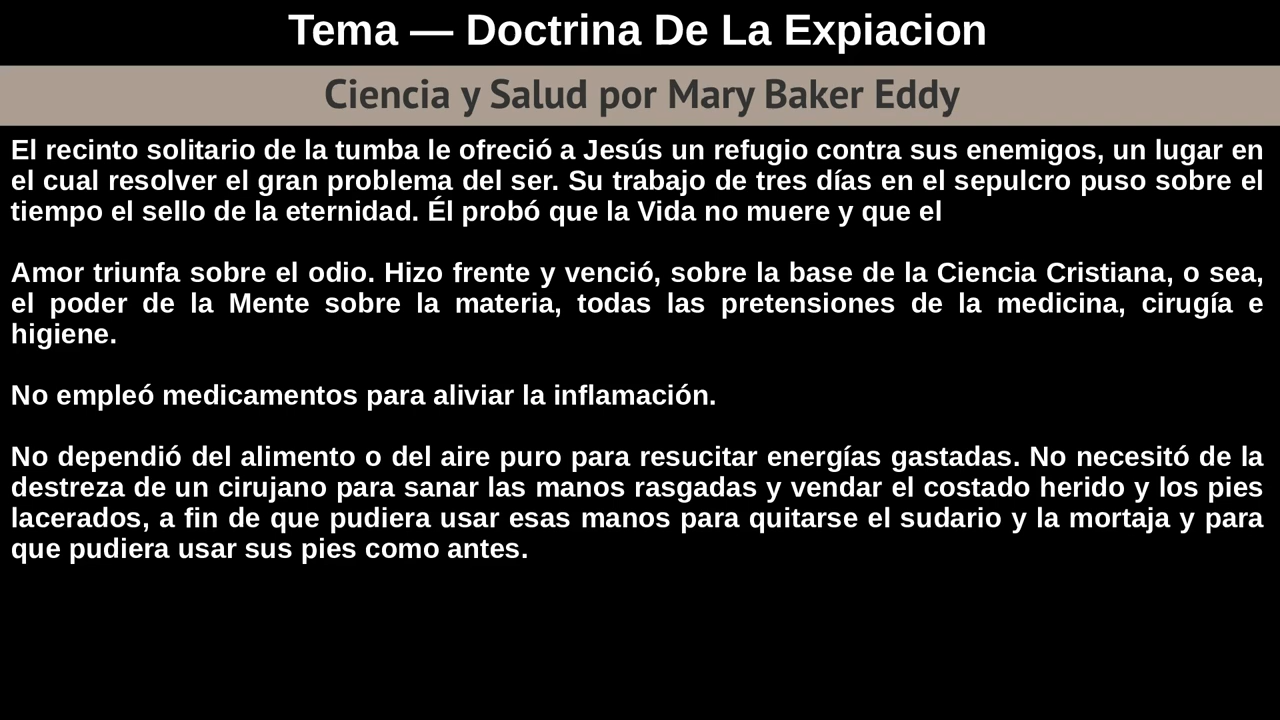 Tema — Doctrina De La Expiacion
Ciencia y Salud por Mary Baker Eddy
El recinto solitario de la tumba le ofreció a Jesús un refugio contra sus enemigos, un lugar en
el cual resolver el gran problema del ser. Su trabajo de tres días en el sepulcro puso sobre el
tiempo el sello de la eternidad. Él probó que la Vida no muere y que el
Amor triunfa sobre el odio. Hizo frente y venció, sobre la base de la Ciencia Cristiana, o sea,
el poder de la Mente sobre la materia, todas las pretensiones de la medicina, cirugía e
higiene.
No empleó medicamentos para aliviar la inflamación.
No dependió del alimento o del aire puro para resucitar energías gastadas. No necesitó de la
destreza de un cirujano para sanar las manos rasgadas y vendar el costado herido y los pies
lacerados, a fin de que pudiera usar esas manos para quitarse el sudario y la mortaja y para
que pudiera usar sus pies como antes.